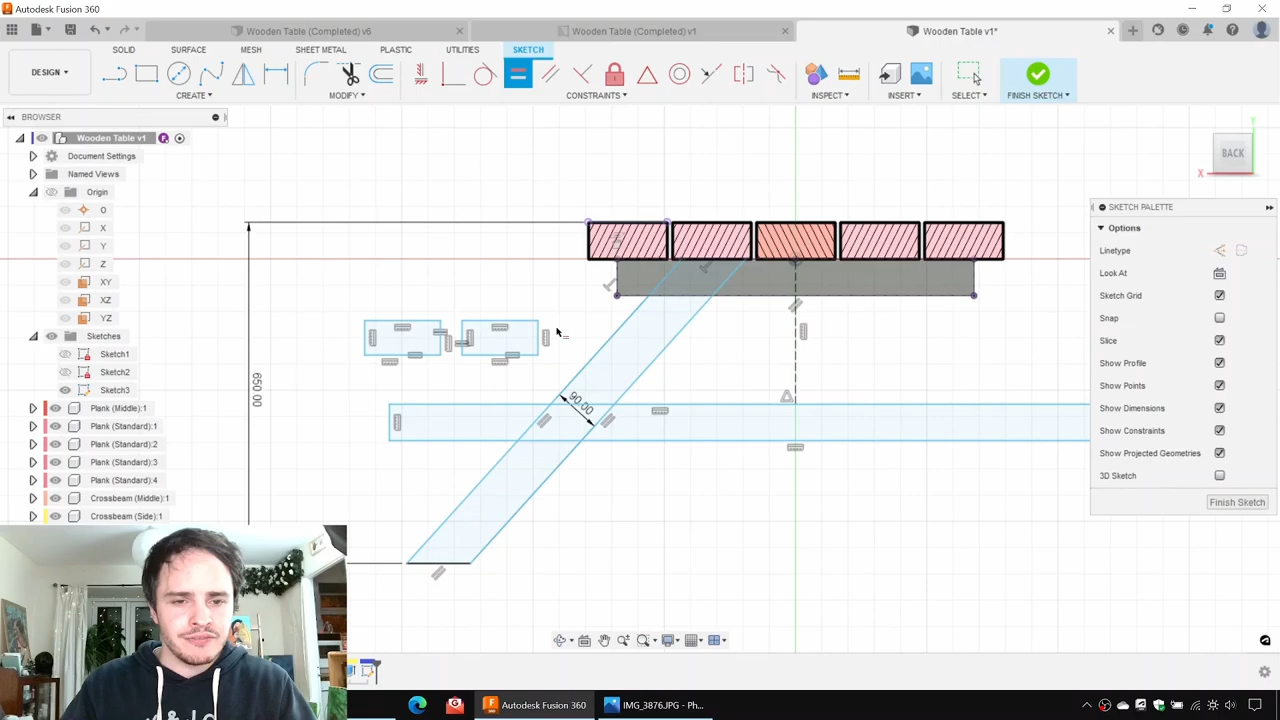 Autodesk Fusion 360
Wooden Table (Completed) v6
Wooden Table (Completed) v1
Wooden Table v1*
DESIGN
SOLID
SURFACE
MESH
SHEET METAL
PLASTIC
UTILITIES
SKETCH
CREATE
MODIFY
CONSTRAINTS
INSPECT
INSERT
SELECT
FINISH SKETCH
BROWSER
Wooden Table v1
Document Settings
Named Views
Origin
O
X
Y
Z
XY
XZ
YZ
Sketches
Sketch1
Sketch2
Sketch3
Plank (Middle):1
Plank (Standard):1
Plank (Standard):2
Plank (Standard):3
Plank (Standard):4
Crossbeam (Middle):1
Crossbeam (Side):1
650.00
90.00
BACK
X
Y
SKETCH PALETTE
Options
Linetype
Look At
Sketch Grid
Snap
Slice
Show Profile
Show Points
Show Dimensions
Show Constraints
Show Projected Geometries
3D Sketch
Finish Sketch
Autodesk Fusion 360
IMG_3876.JPG - Ph...